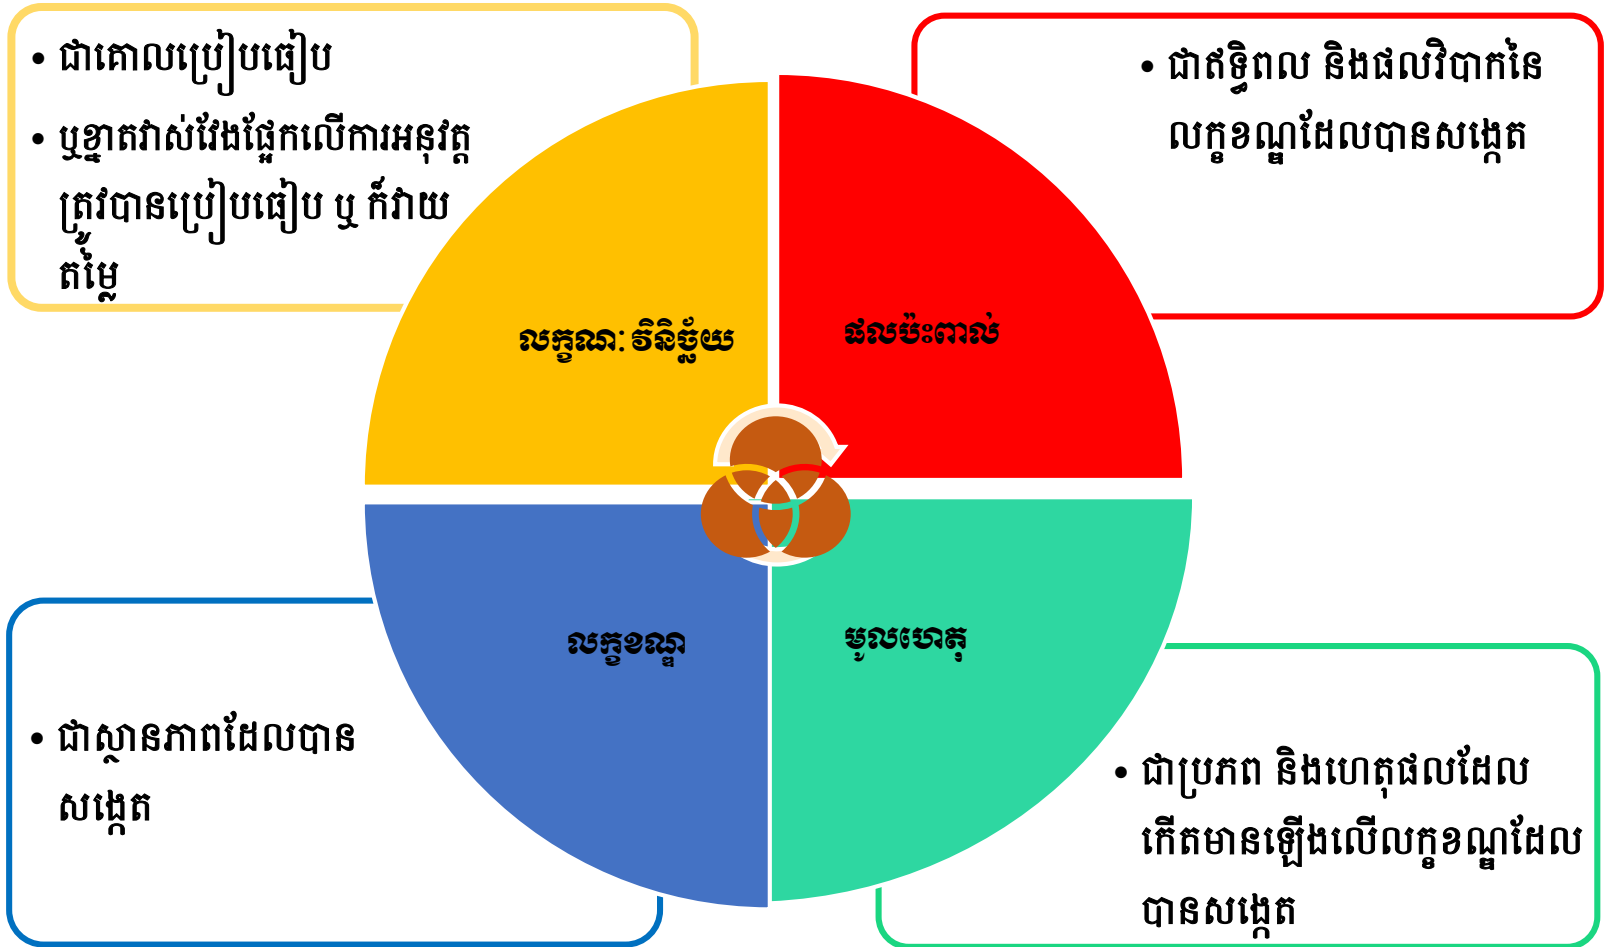 • ជាគោលប្រៀបធៀប
• ឬខ្នាតវាស់វែងផ្អែកលើការអនុវត្ត
ត្រូវបានប្រៀបធៀប ឬ ក៏វាយ
តម្លៃ
• ជាឥទ្ធិពល និងផលវិបាកនៃ
លក្ខខណ្ឌដែលបានសង្កេត
លក្ខណៈវិនិច្ឆ័យ
ផលប៉ះពាល់
លក្ខខណ្ឌ
មូលហេតុ
• ជាស្ថានភាពដែលបាន
សង្កេត
• ជាប្រភព និងហេតុផលដែល
កើតមានឡើងលើលក្ខខណ្ឌដែល
បានសង្កេត